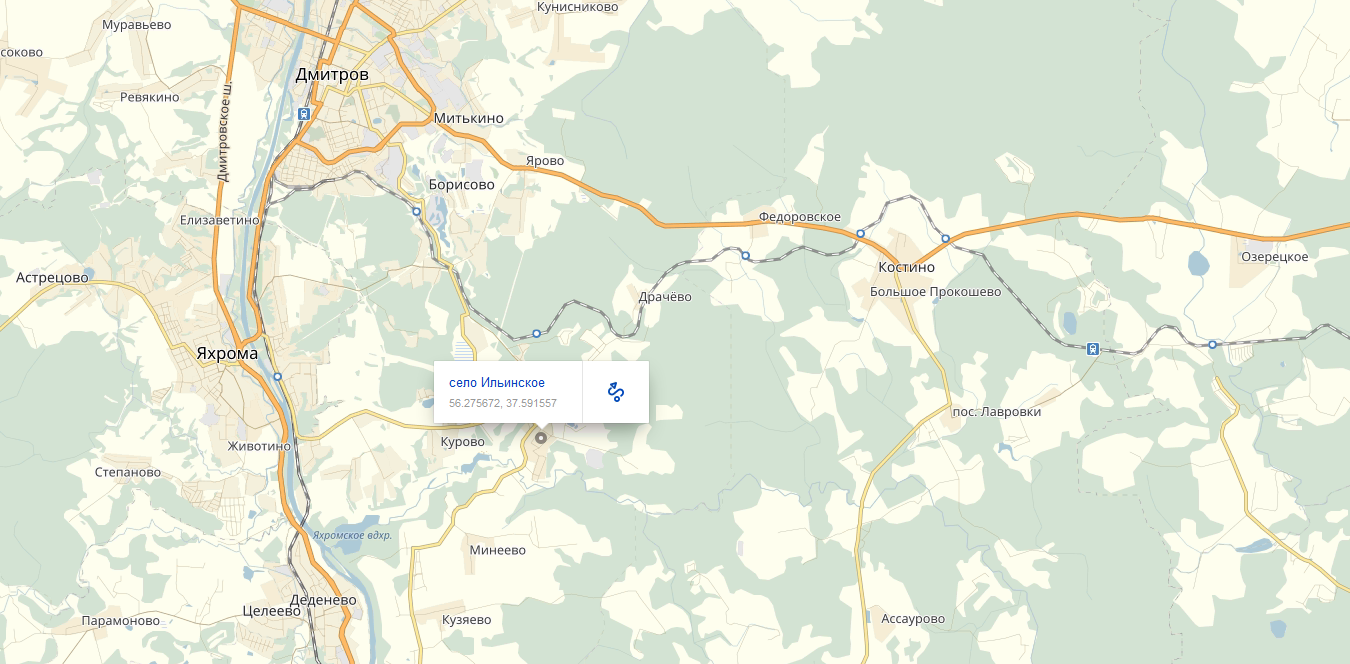 Кунисниково
Муравьево
соково
Дмитров
Ревякино
Митькино
Дмитровское ш.
Ярово
Борисово
Елизаветино
Федоровское
Озерецкое
Костино
Астрецово
Большое Прокошево
Драчёво
Яхрома
село Ильинское
56.275672, 37.591557
пос. Лавровки
Курово
Животино
Степаново
Яхромское вдхр.
Минеево
Деденево
Целеево
Парамоново
Кузяево
Ассаурово